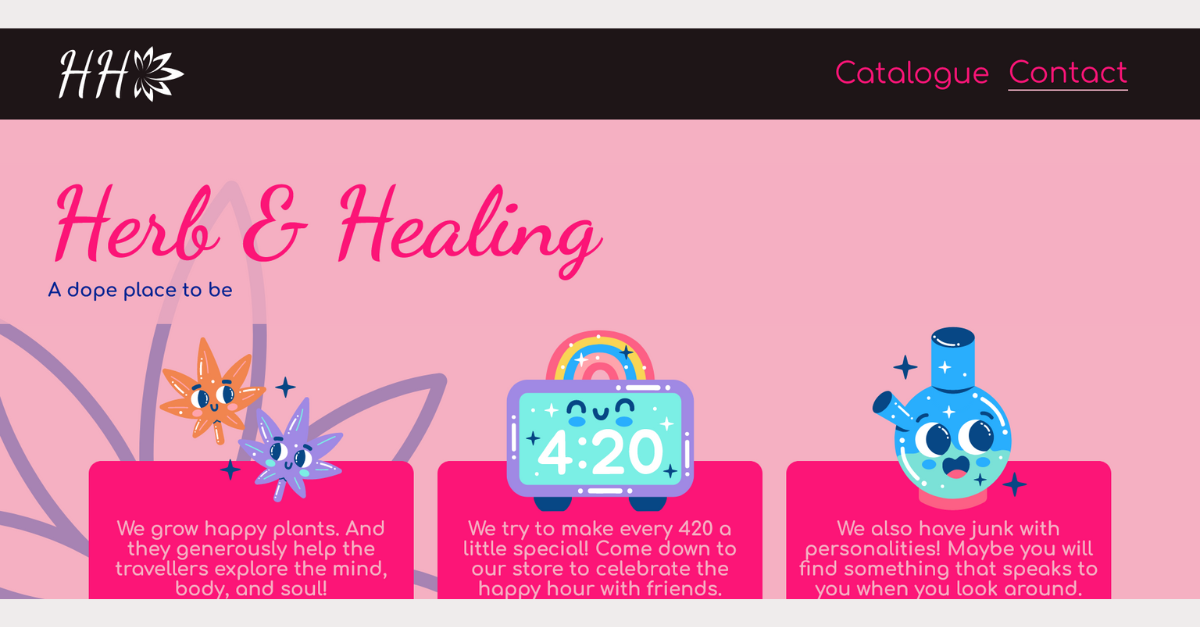 HH
Catalogue Contact
Herb & Healing
A dope place to be
4:20
We grow happy plants. And
they generously help the
travellers explore the mind,
body, and soul!
We try to make every 420 a
little special! Come down to
our store to celebrate the
happy hour with friends.
We also have junk with
personalities! Maybe you will
find something that speaks to
you when you look around.